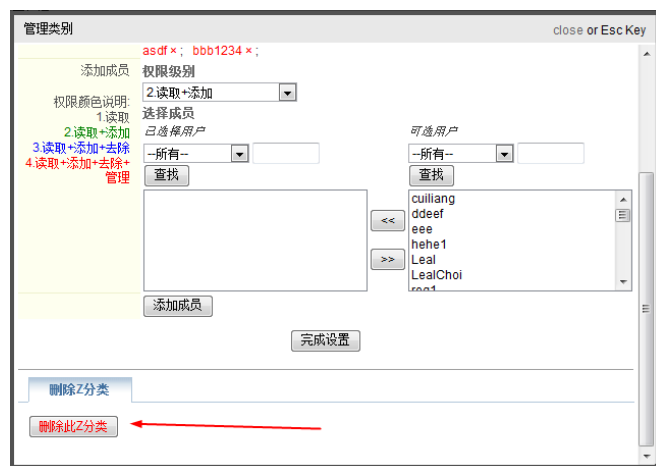 管理类别
close or Esc Key
asdf ×； bbb1234 ×；
添加成员
权限级别
权限颜色说明:
1.读取
2.读取+添加
3.读取+添加+去除
4.读取+添加+去除+
管理
2.读取+添加
选择成员
已选择用户
可选用户
--所有--
--所有--
查找
查找
<<
>>
cuiliang
ddeef
eee
hehe1
Leal
LealChoi
添加成员
完成设置
删除Z分类
删除此Z分类